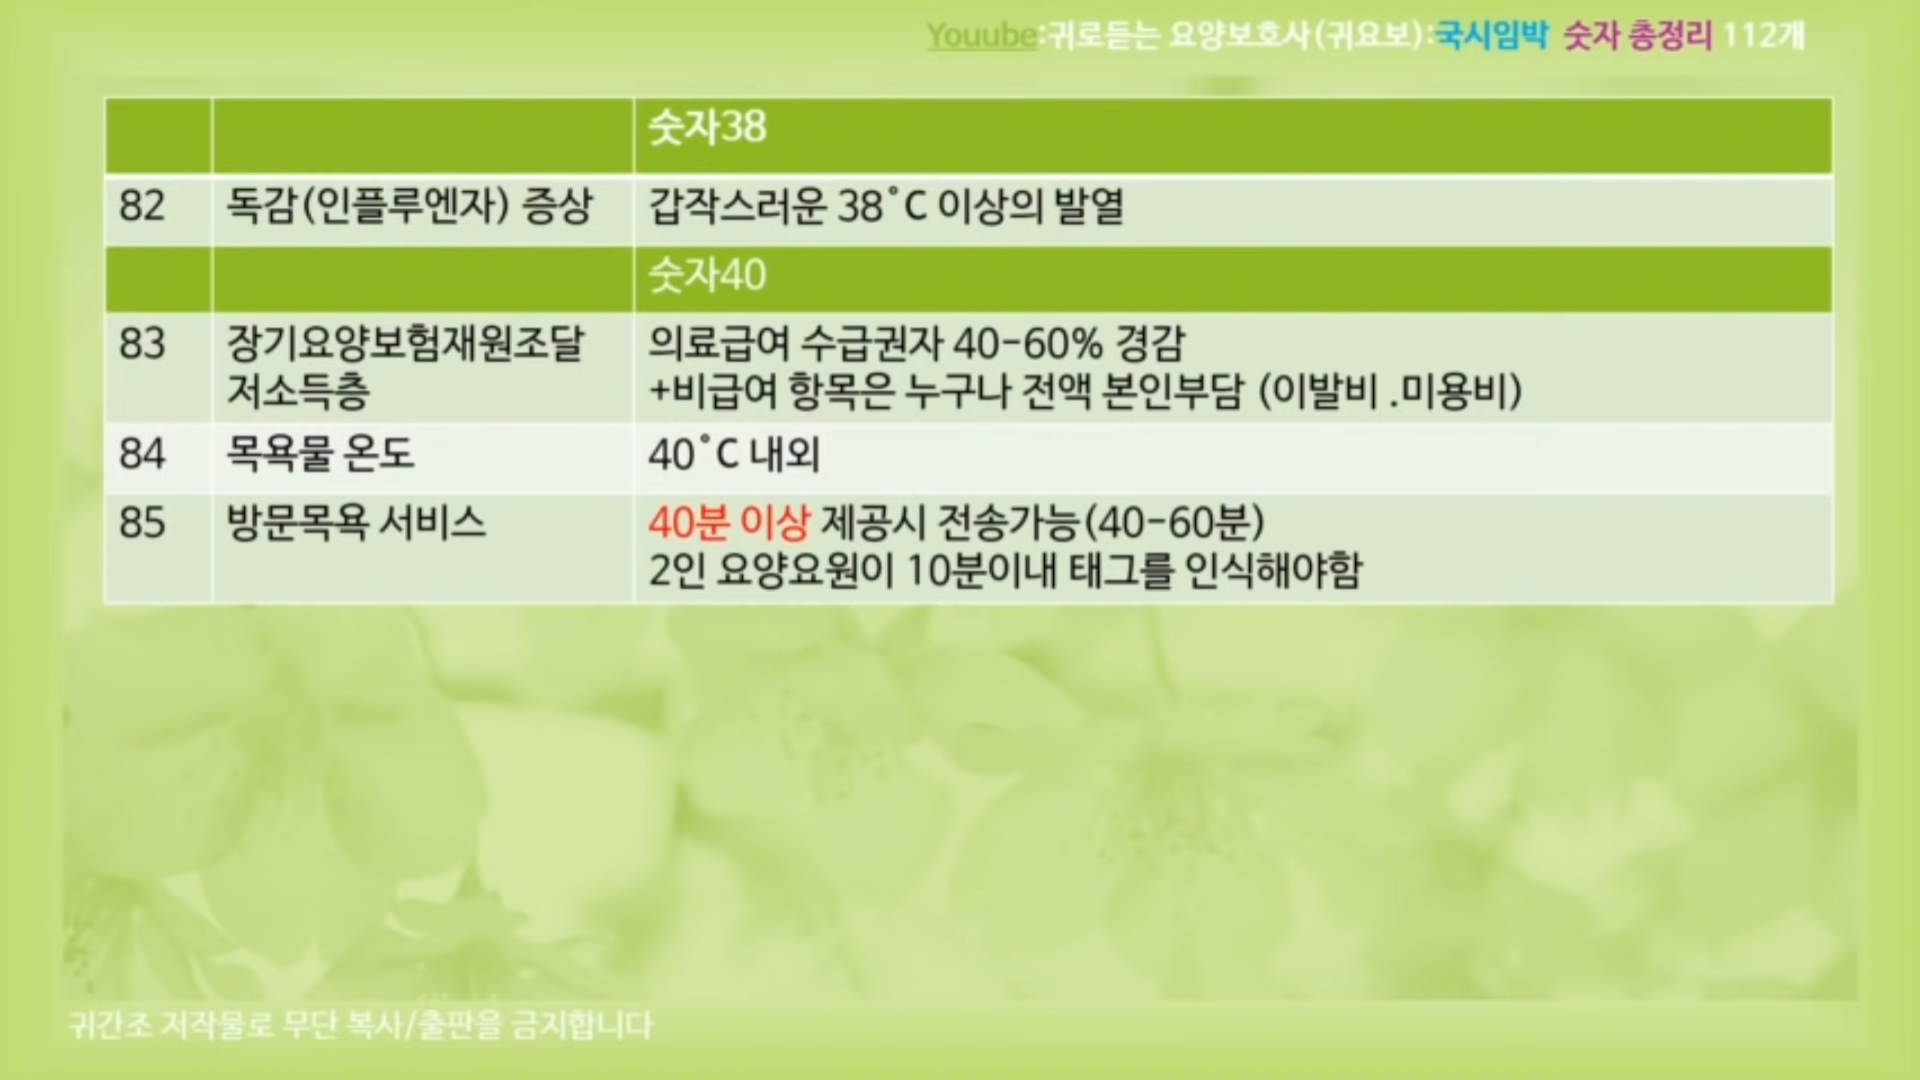 Youube:귀로듣는 요양보호사(귀요보):국시임박 숫자 총정리 112개
숫자38
82 독감(인플루엔자) 증상 갑작스러운 38˚C 이상의 발열
숫자40
83 장기요양보험재원조달 의료급여 수급권자 40-60% 경감
저소득층 +비급여 항목은 누구나 전액 본인부담 (이발비 .미용비)
84 목욕물 온도 40˚C 내외
85 방문목욕 서비스 40분 이상 제공시 전송가능(40-60분)
2인 요양요원이 10분이내 태그를 인식해야함
귀간조 저작물로 무단 복사/출판을 금지합니다